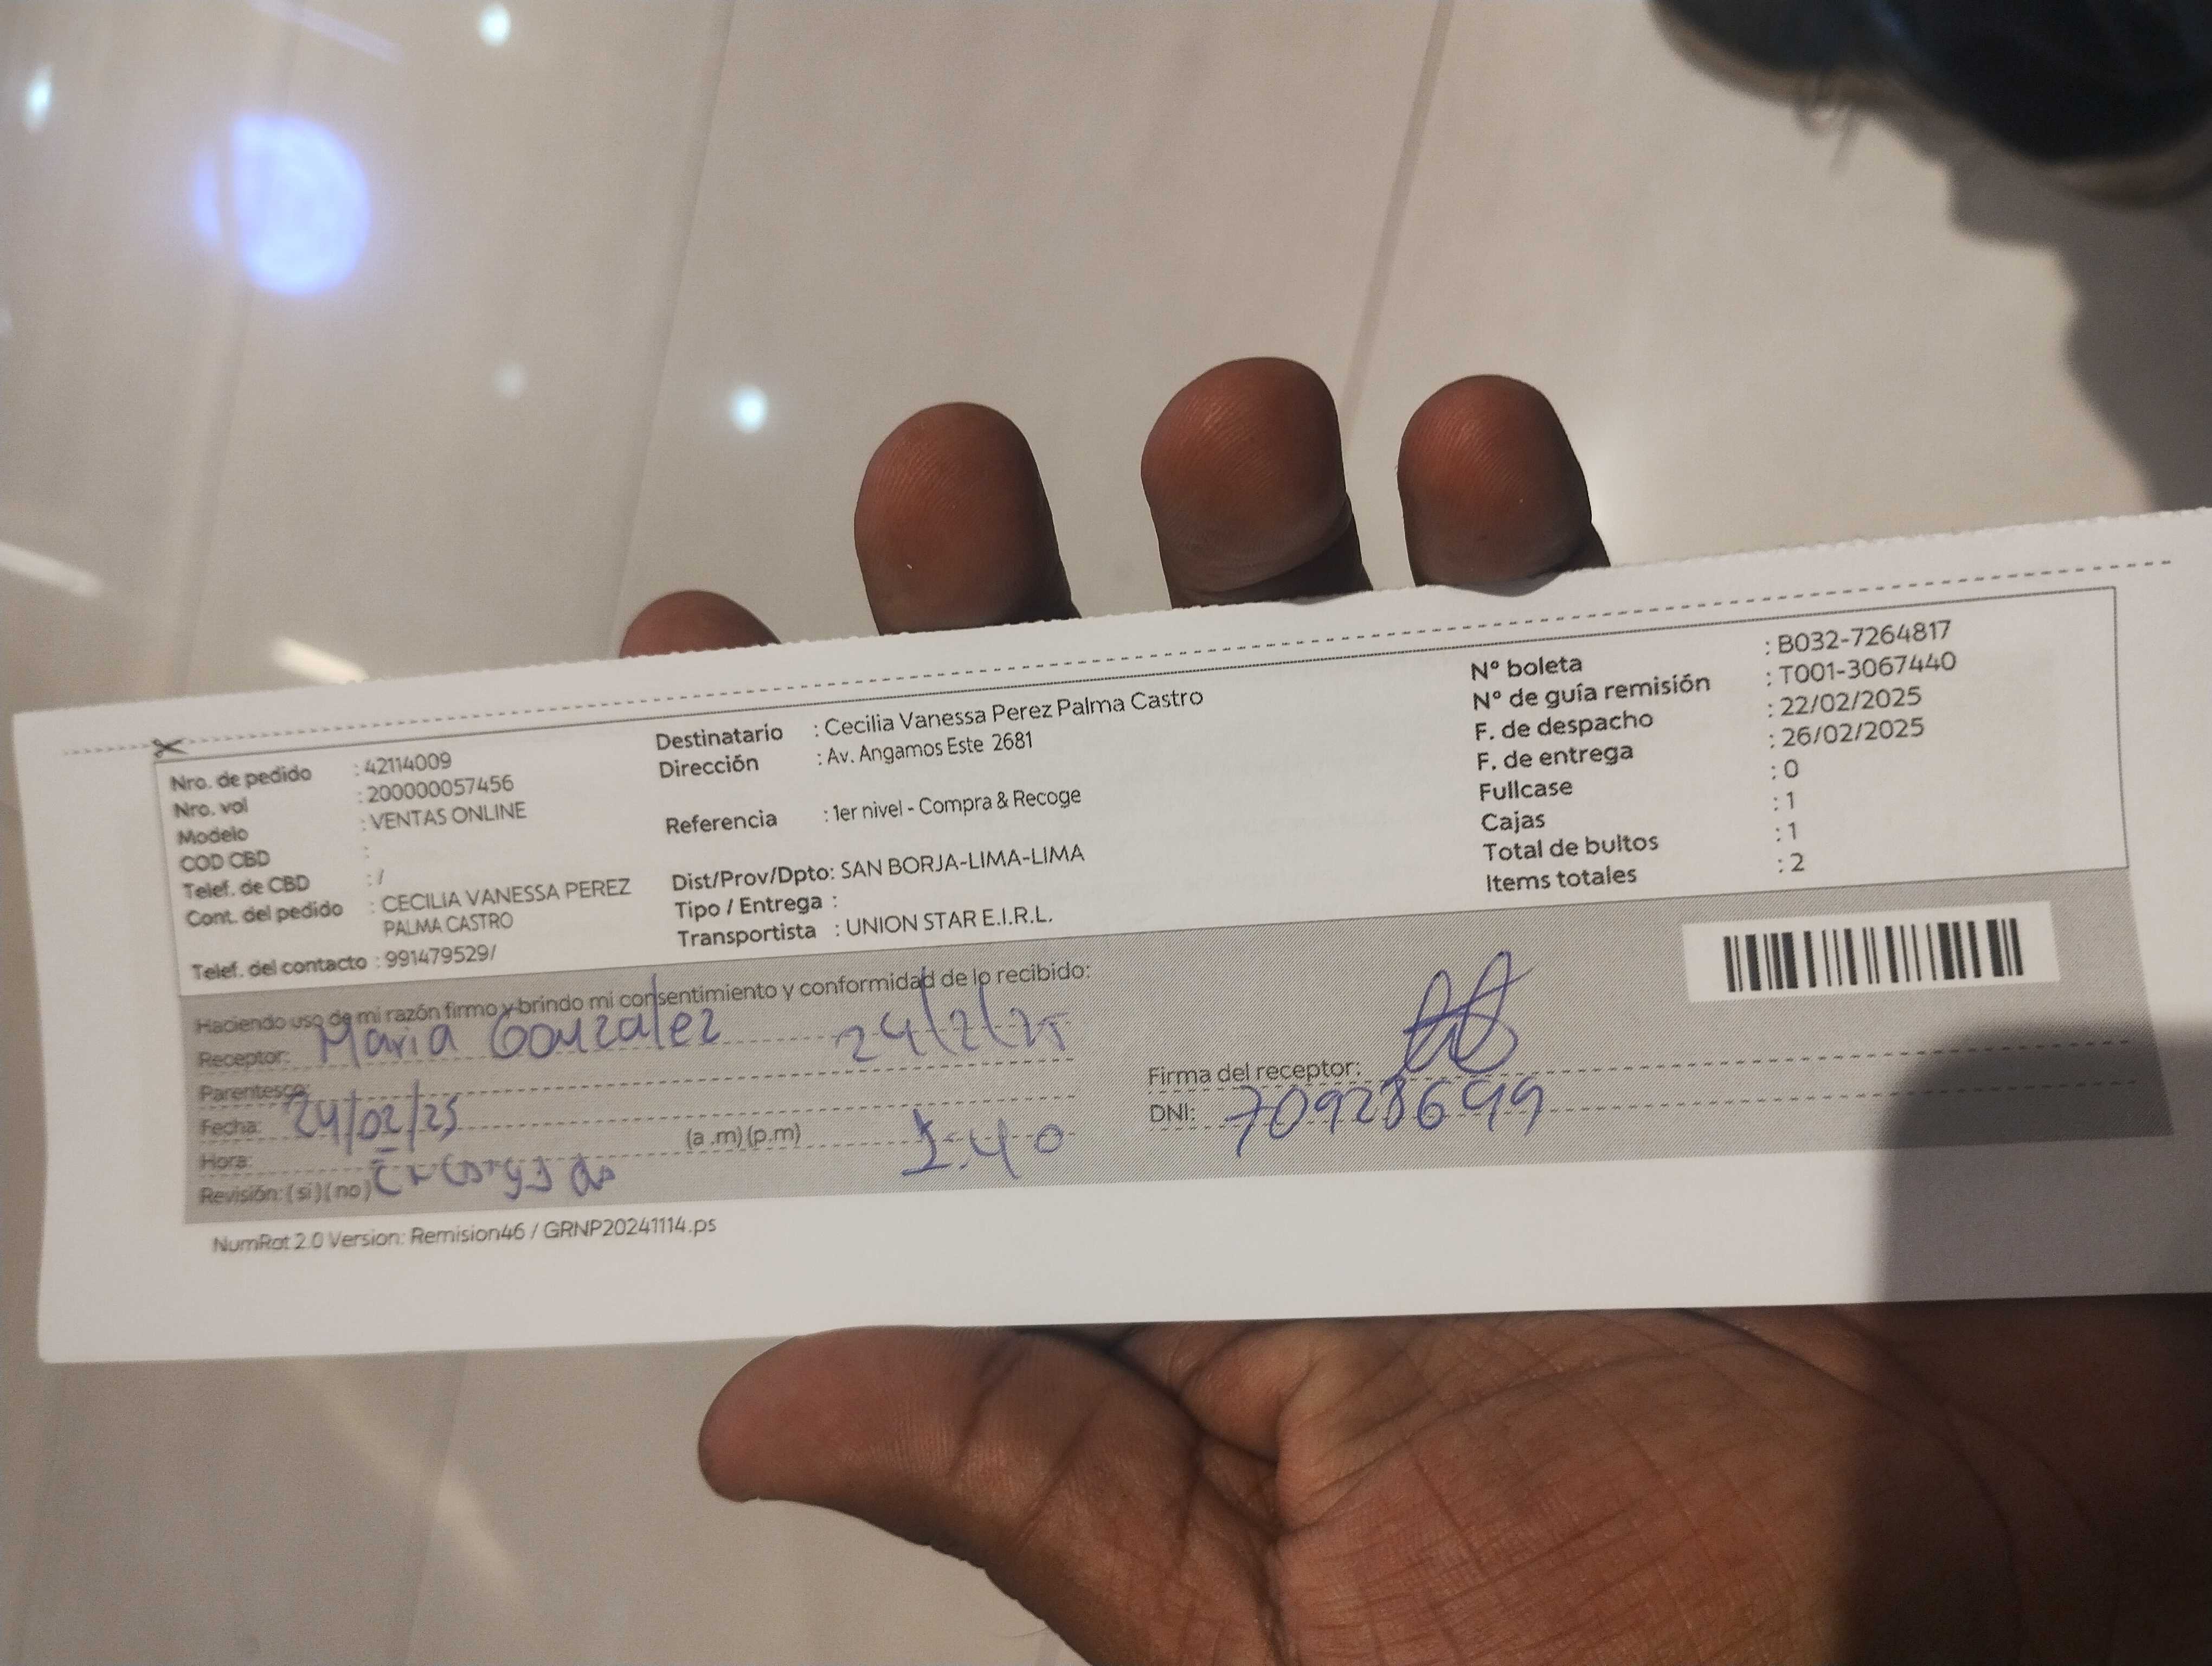 Nro. de pedido : 42114009
Nro. vol : 200000057456
Modelo : VENTAS ONLINE
COD CBD :
Telef. de CBD : /
Cont. del pedido : CECILIA VANESSA PEREZ
PALMA CASTRO
Telef. del contacto : 991479529/
Destinatario : Cecilia Vanessa Perez Palma Castro
Dirección : Av. Angamos Este 2681
Referencia : 1er nivel - Compra & Recoge
Dist/Prov/Dpto: SAN BORJA-LIMA-LIMA
Tipo / Entrega :
Transportista : UNION STAR E.I.R.L.
Nº boleta : B032-7264817
Nº de guía remisión : T001-3067440
F. de despacho : 22/02/2025
F. de entrega : 26/02/2025
Fullcase : 0
Cajas : 1
Total de bultos : 1
Items totales : 2
Haciendo uso de mi razón firmo y brindo mi consentimiento y conformidad de lo recibido:
Receptor: Maria Gonzalez 24/2/25
Parentesco:
Fecha: 24/02/25
Hora: (a .m) (p.m) 1:40
Revisión: (si) (no)
Firma del receptor:
DNI:
NumRot 2.0 Version: Remision46 / GRNP20241114.ps